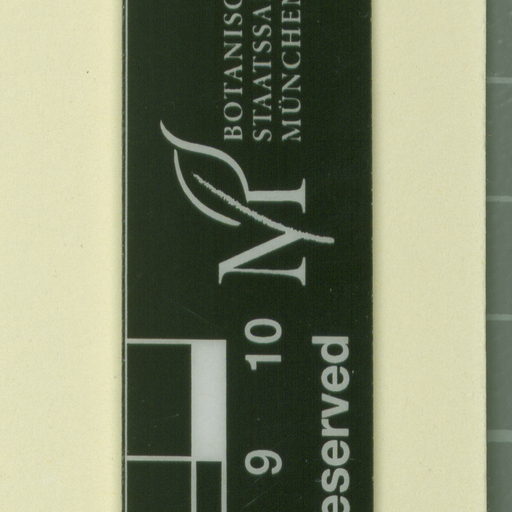 BOTANISC
STAATSSA
MÜNCHEN
M
9 10
eserved